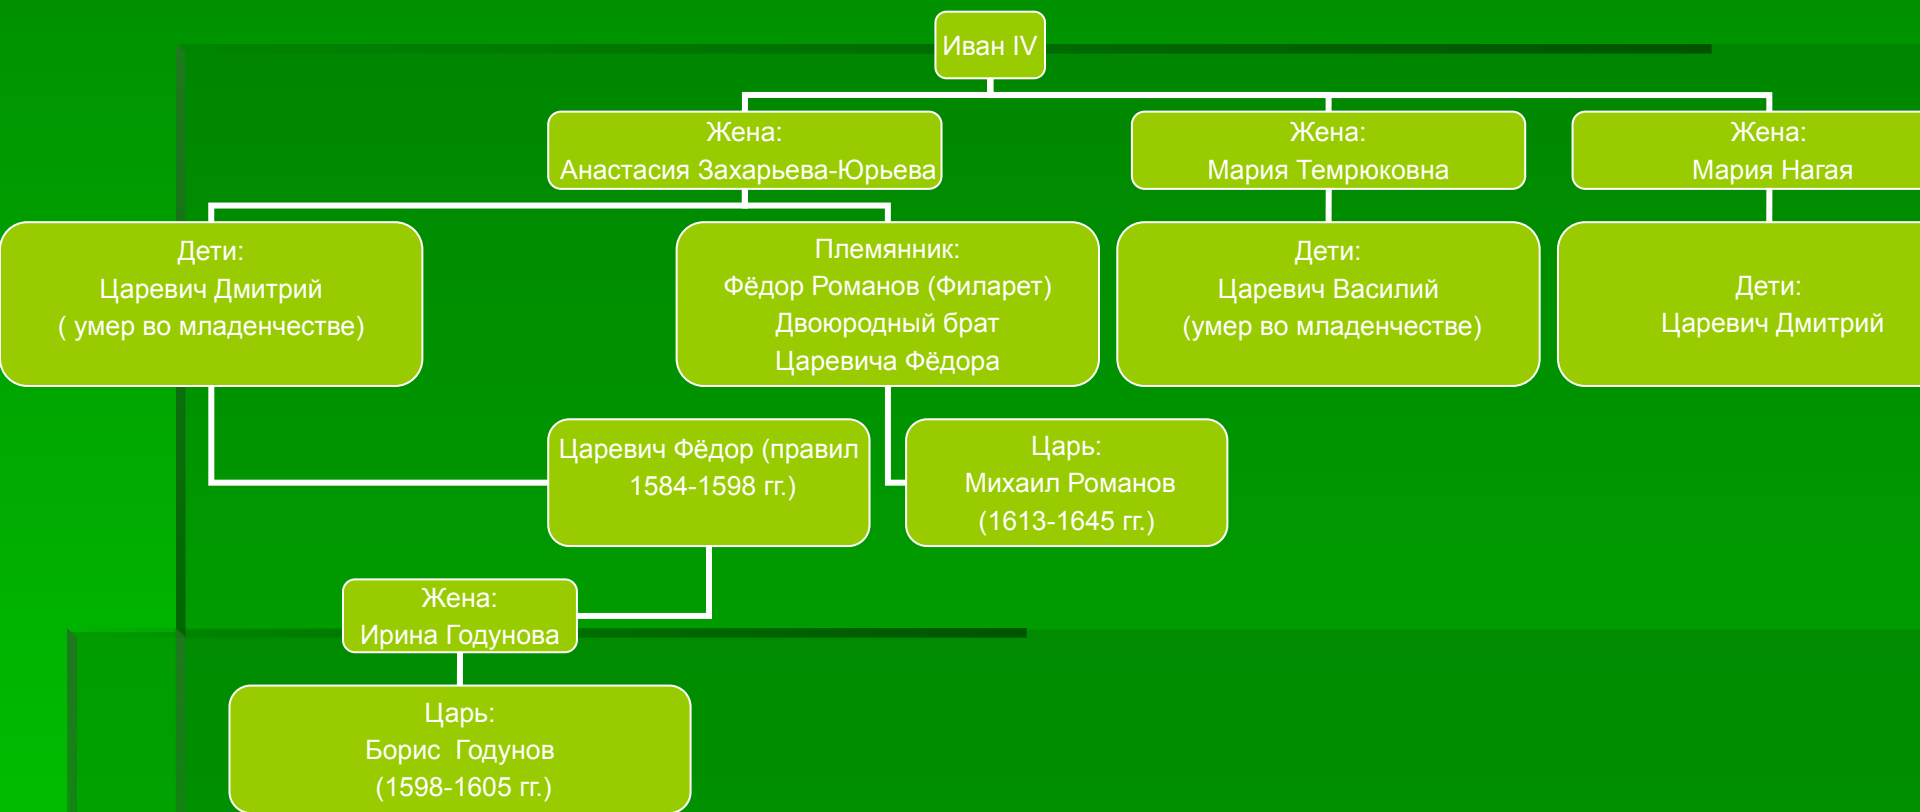 Иван IV
Жена:
Анастасия Захарьева-Юрьева
Жена:
Мария Темрюковна
Жена:
Мария Нагая
Дети:
Царевич Дмитрий
( умер во младенчестве)
Племянник:
Фёдор Романов (Филарет)
Двоюродный брат
Царевича Фёдора
Дети:
Царевич Василий
(умер во младенчестве)
Дети:
Царевич Дмитрий
Царевич Фёдор (правил
1584-1598 гг.)
Царь:
Михаил Романов
(1613-1645 гг.)
Жена:
Ирина Годунова
Царь:
Борис  Годунов
(1598-1605 гг.)